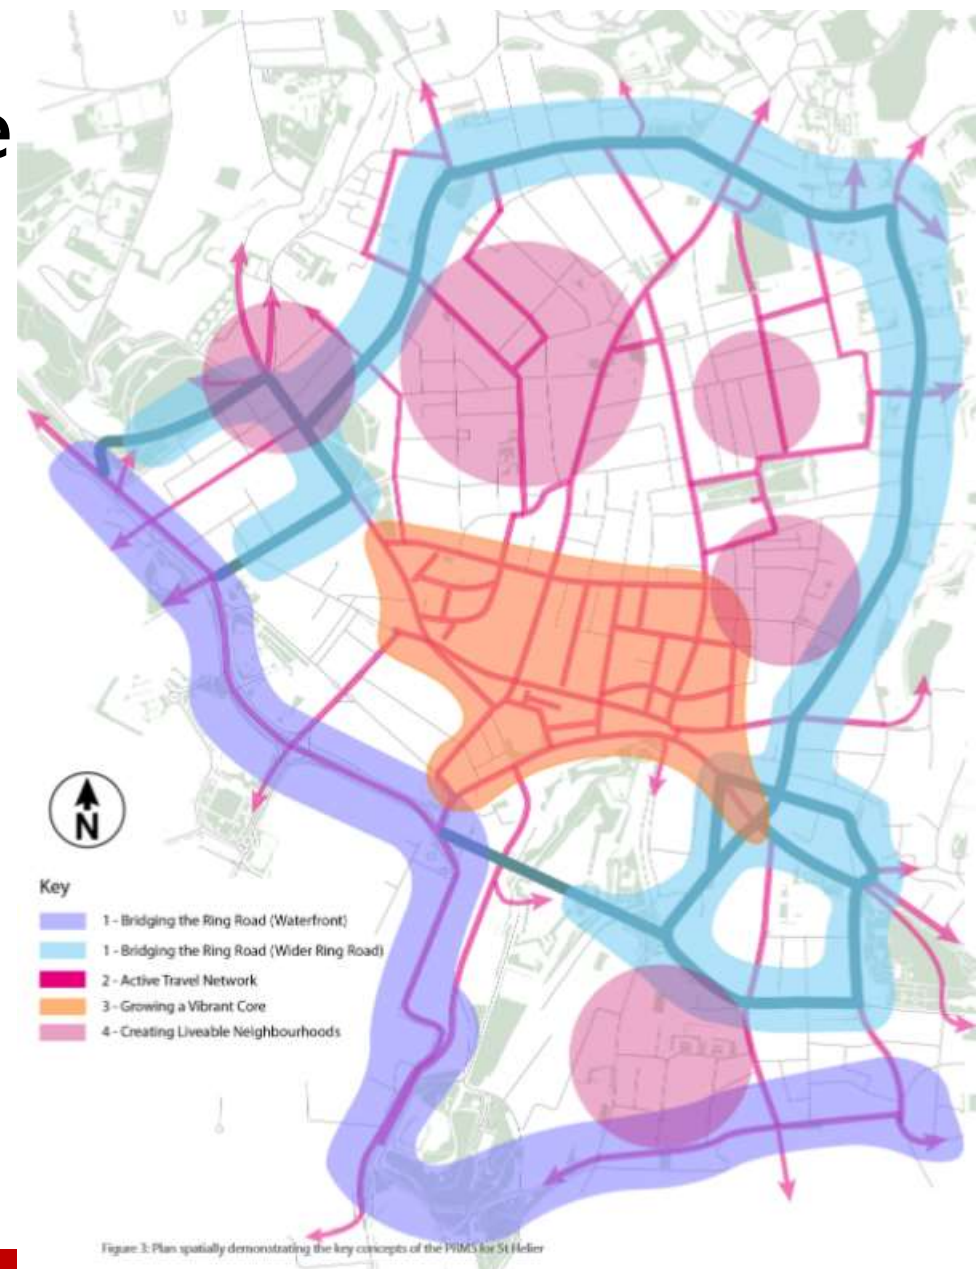 e
N
Key
1 - Bridging the Ring Road (Waterfront)
1 - Bridging the Ring Road (Wider Ring Road)
2 - Active Travel Network
3 - Growing a Vibrant Core
4 - Creating Liveable Neighbourhoods
Figure 3: Plan spatially demonstrating the key concepts of the PRMS for St Helier